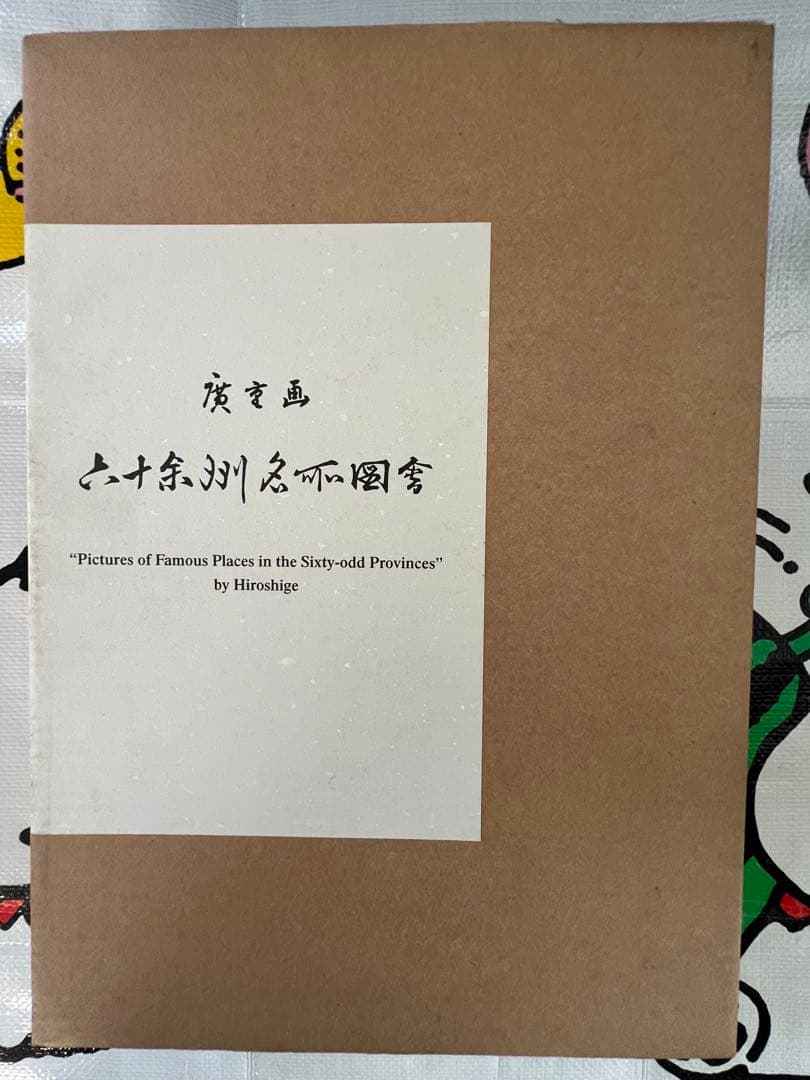 廣重画
六十余州名所圖會
“Pictures of Famous Places in the Sixty-odd Provinces”
by Hiroshige